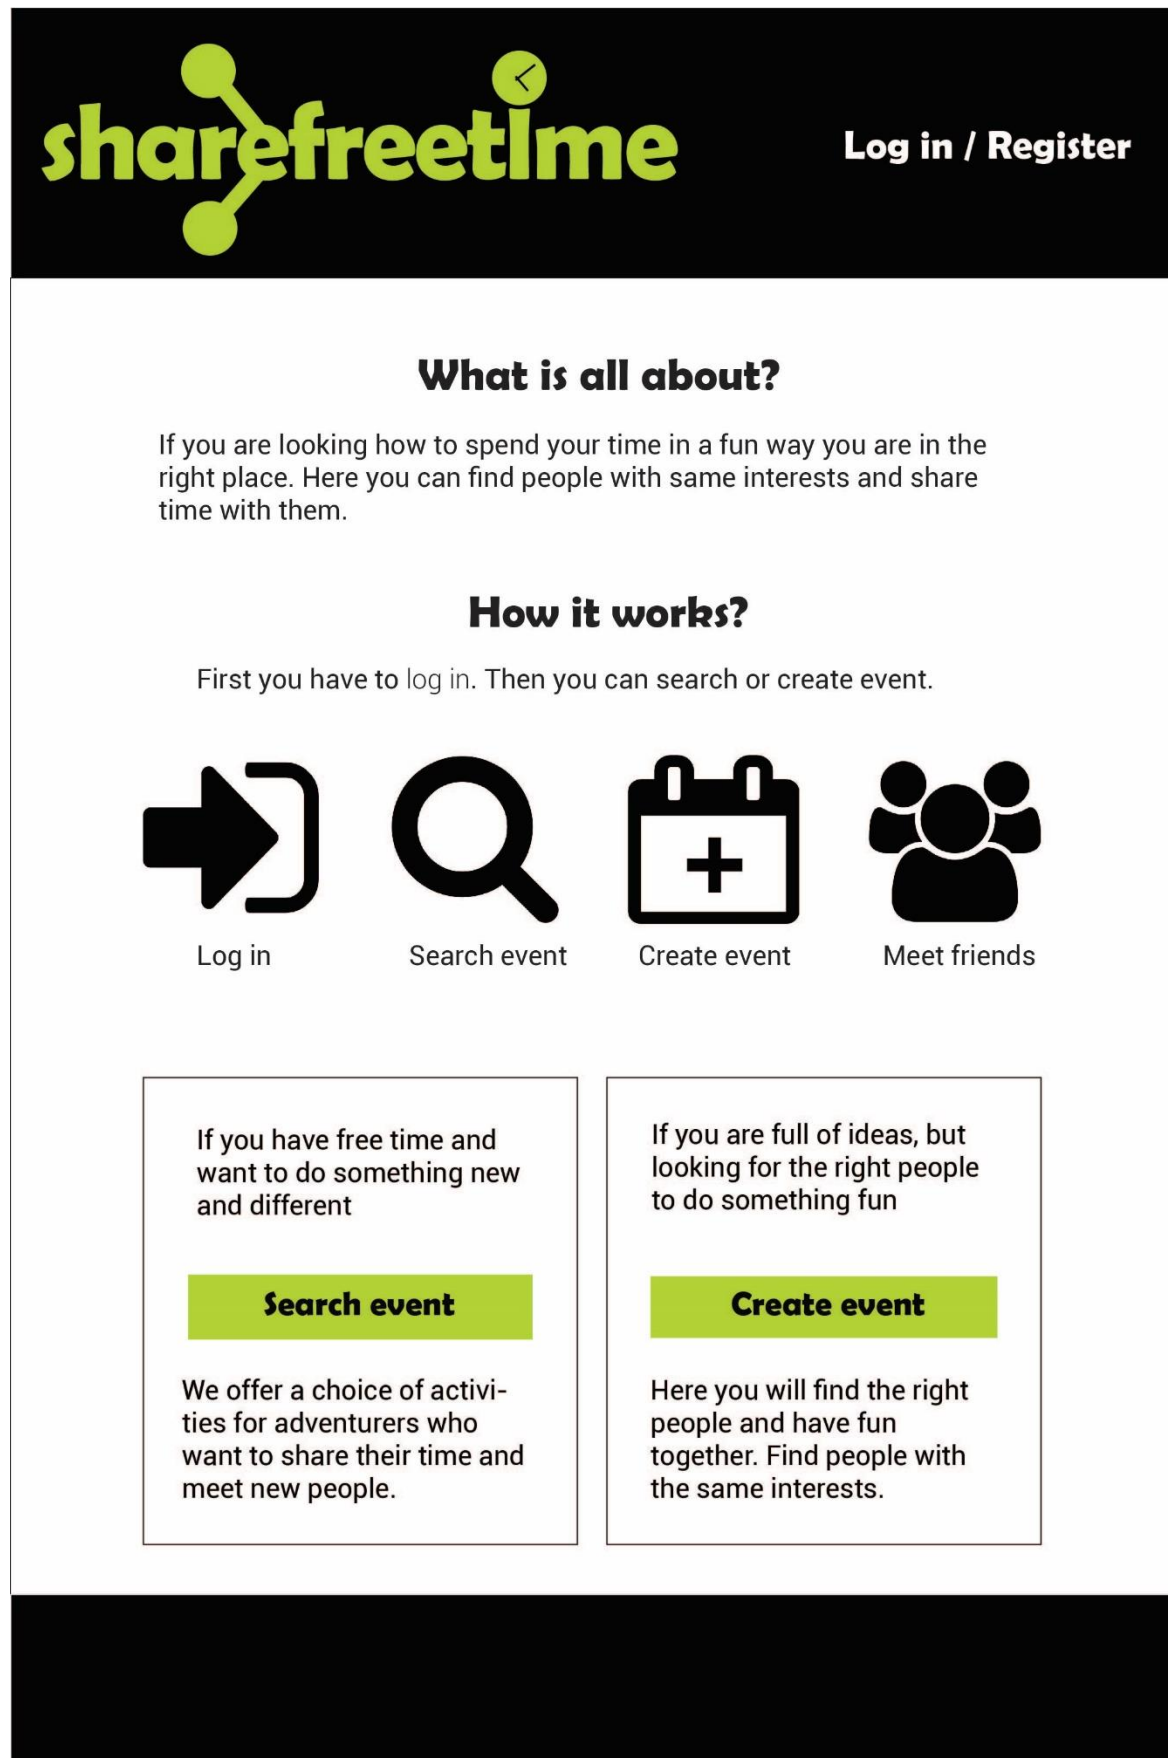 sharefreetime
Log in / Register
What is all about?
If you are looking how to spend your time in a fun way you are in the
right place. Here you can find people with same interests and share
time with them.
How it works?
First you have to log in. Then you can search or create event.
Log in
Search event
Create event
Meet friends
If you have free time and
want to do something new
and different
Search event
We offer a choice of activi-
ties for adventurers who
want to share their time and
meet new people.
If you are full of ideas, but
looking for the right people
to do something fun
Create event
Here you will find the right
people and have fun
together. Find people with
the same interests.